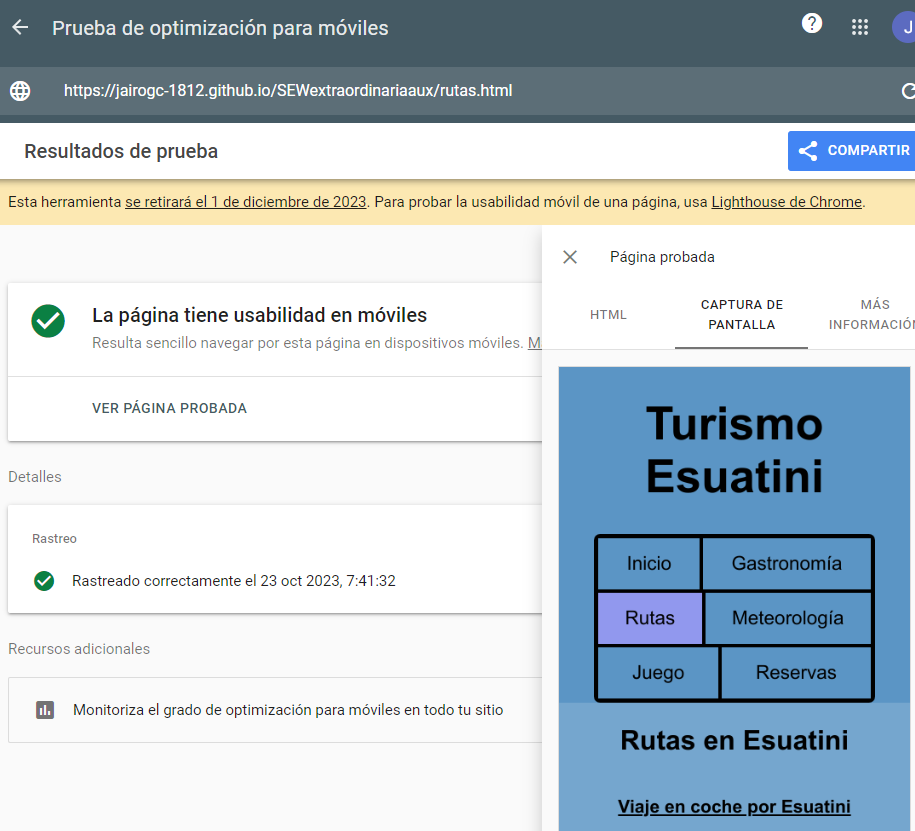 Prueba de optimización para móviles
?
J
https://jairogc-1812.github.io/SEWextraordinariaaux/rutas.html
Resultados de prueba
COMPARTIR
Esta herramienta se retirará el 1 de diciembre de 2023. Para probar la usabilidad móvil de una página, usa Lighthouse de Chrome.
La página tiene usabilidad en móviles
Resulta sencillo navegar por esta página en dispositivos móviles. M
VER PÁGINA PROBADA
Detalles
Rastreo
Rastreado correctamente el 23 oct 2023, 7:41:32
Recursos adicionales
Monitoriza el grado de optimización para móviles en todo tu sitio
Página probada
HTML
CAPTURA DE
PANTALLA
MÁS
INFORMACIÓN
Turismo
Esuatini
Inicio
Gastronomía
Rutas
Meteorología
Juego
Reservas
Rutas en Esuatini
Viaje en coche por Esuatini